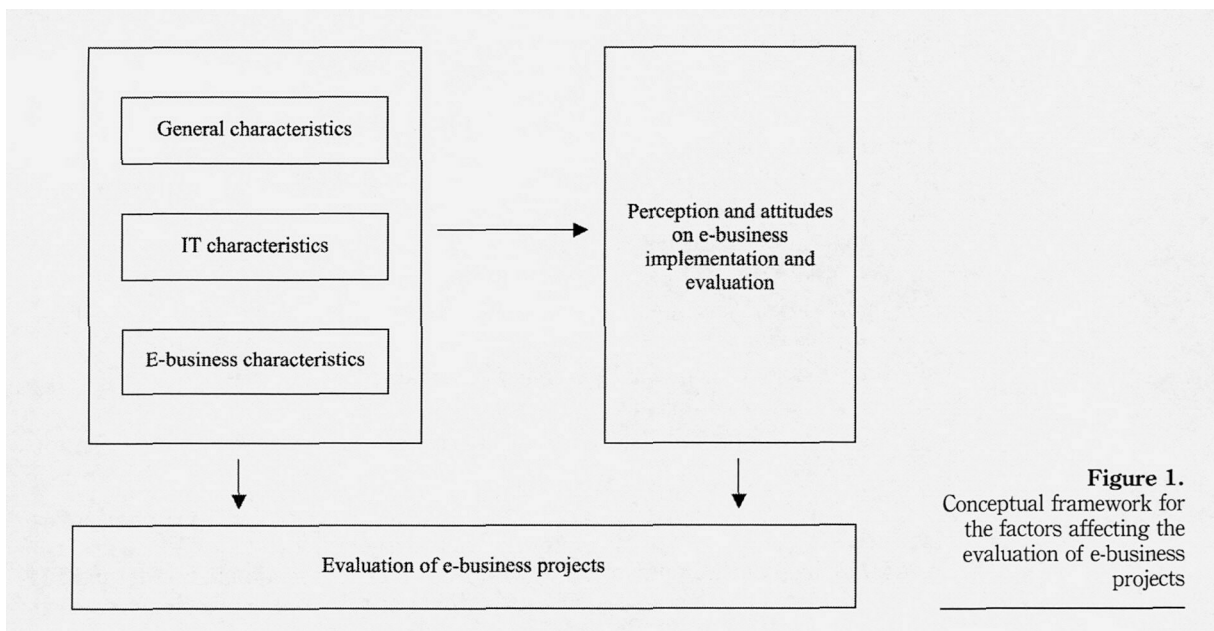 General characteristics
IT characteristics
E-business characteristics
Perception and attitudes
on e-business
implementation and
evaluation
Evaluation of e-business projects
Figure 1.
Conceptual framework for
the factors affecting the
evaluation of e-business
projects